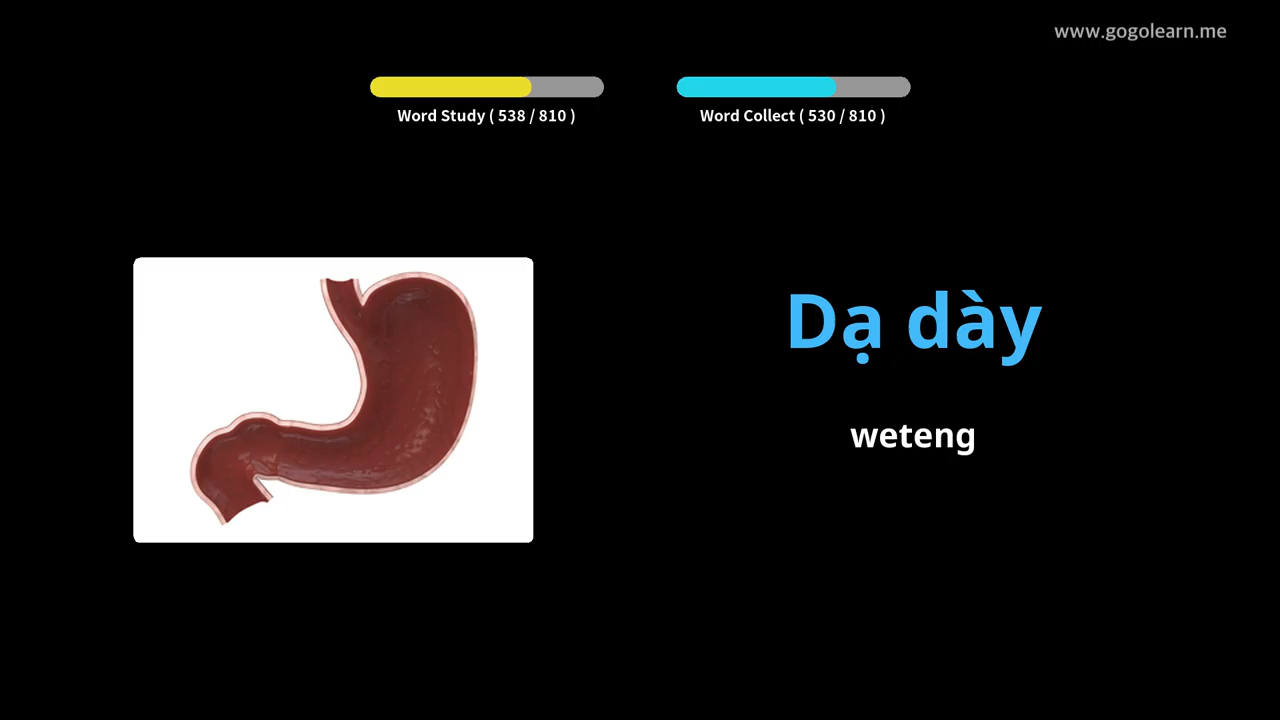 www.gogolearn.me
Word Study ( 538 / 810 )
Word Collect ( 530 / 810 )
Dạ dày
weteng